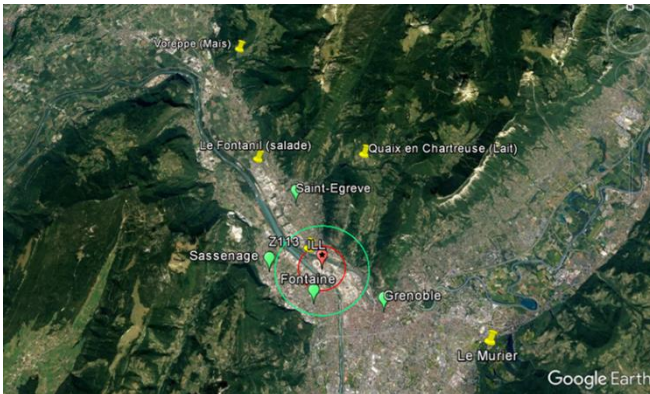 Voreppe (Maïs)
Le Fontanil (salade)
Quaix en Chartreuse (Lait)
Saint-Egreve
Z113
ILL
Sassenage
Fontaine
Grenoble
Le Murier
Google Earth